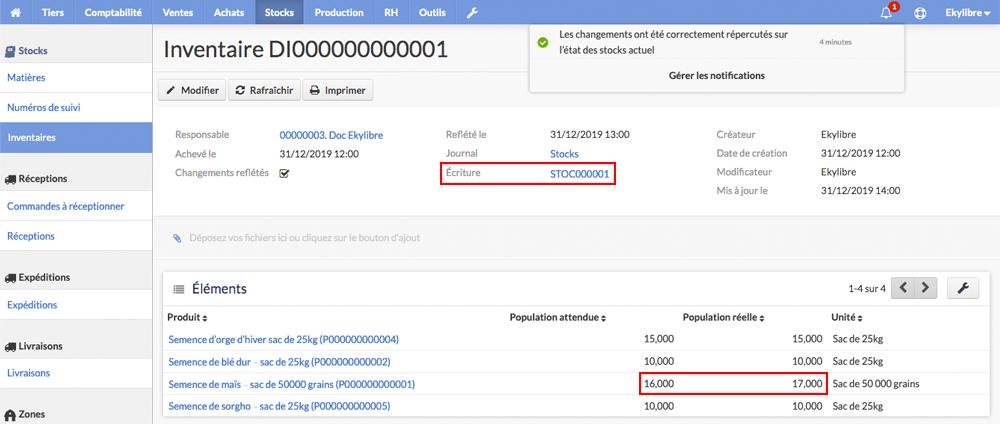 Tiers Comptabilité Ventes Achats Stocks Production RH Outils 1 Ekylibre
Les changements ont été correctement répercutés sur l'état des stocks actuel 4 minutes
Gérer les notifications
Stocks
Matières
Numéros de suivi
Inventaires
Réceptions
Commandes à réceptionner
Réceptions
Expéditions
Expéditions
Livraisons
Livraisons
Zones
Inventaire DI000000000001
Modifier Rafraîchir Imprimer
Responsable 00000003. Doc Ekylibre Reflété le 31/12/2019 13:00 Créateur Ekylibre
Achevé le 31/12/2019 12:00 Journal Stocks Date de création 31/12/2019 12:00
Changements reflétés Écriture STOC000001 Modificateur Ekylibre
Mis à jour le 31/12/2019 14:00
Déposez vos fichiers ici ou cliquez sur le bouton d'ajout
Éléments 1-4 sur 4
Produit Population attendue Population réelle Unité
Semence d'orge d'hiver sac de 25kg (P000000000004) 15,000 15,000 Sac de 25kg
Semence de blé dur - sac de 25kg (P000000000002) 10,000 10,000 Sac de 25kg
Semence de maïs - sac de 50000 grains (P000000000001) 16,000 17,000 Sac de 50 000 grains
Semence de sorgho - sac de 25kg (P000000000005) 10,000 10,000 Sac de 25kg